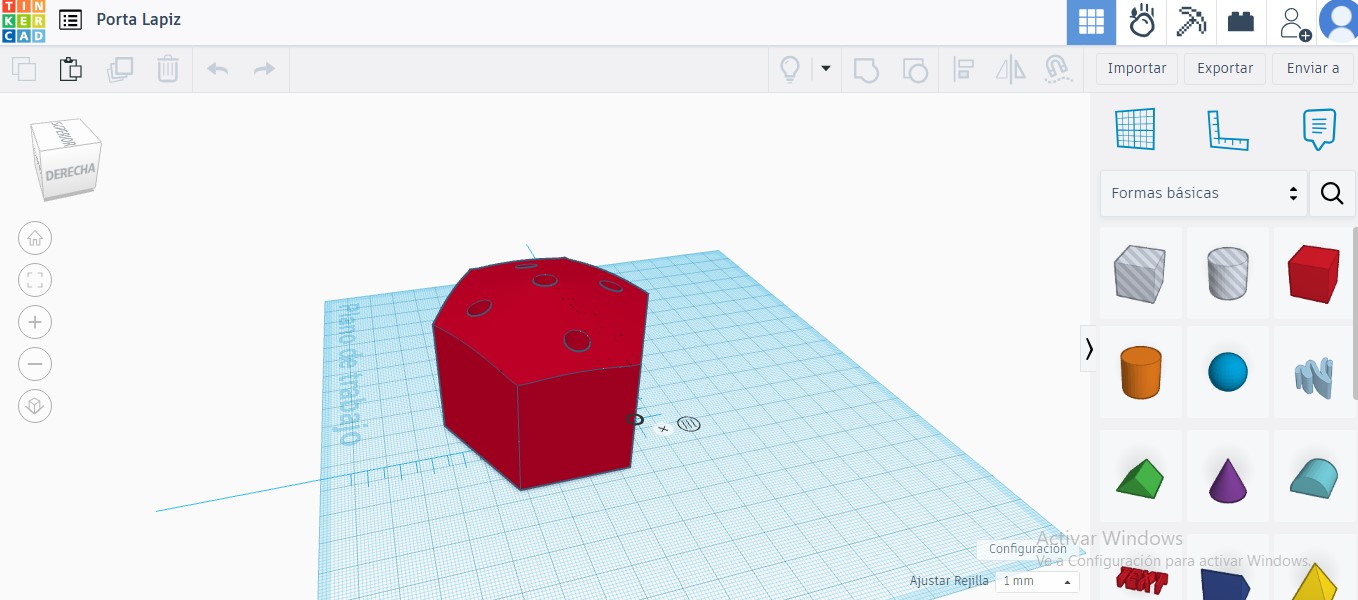 TIN
KER
CAD
Porta Lapiz
Importar
Exportar
Enviar a
SUPERIOR
DERECHA
Formas básicas
Plano de trabajo
Activar Windows
Ve a Configuración para activar Windows.
Configuración
Ajustar Rejilla
1 mm